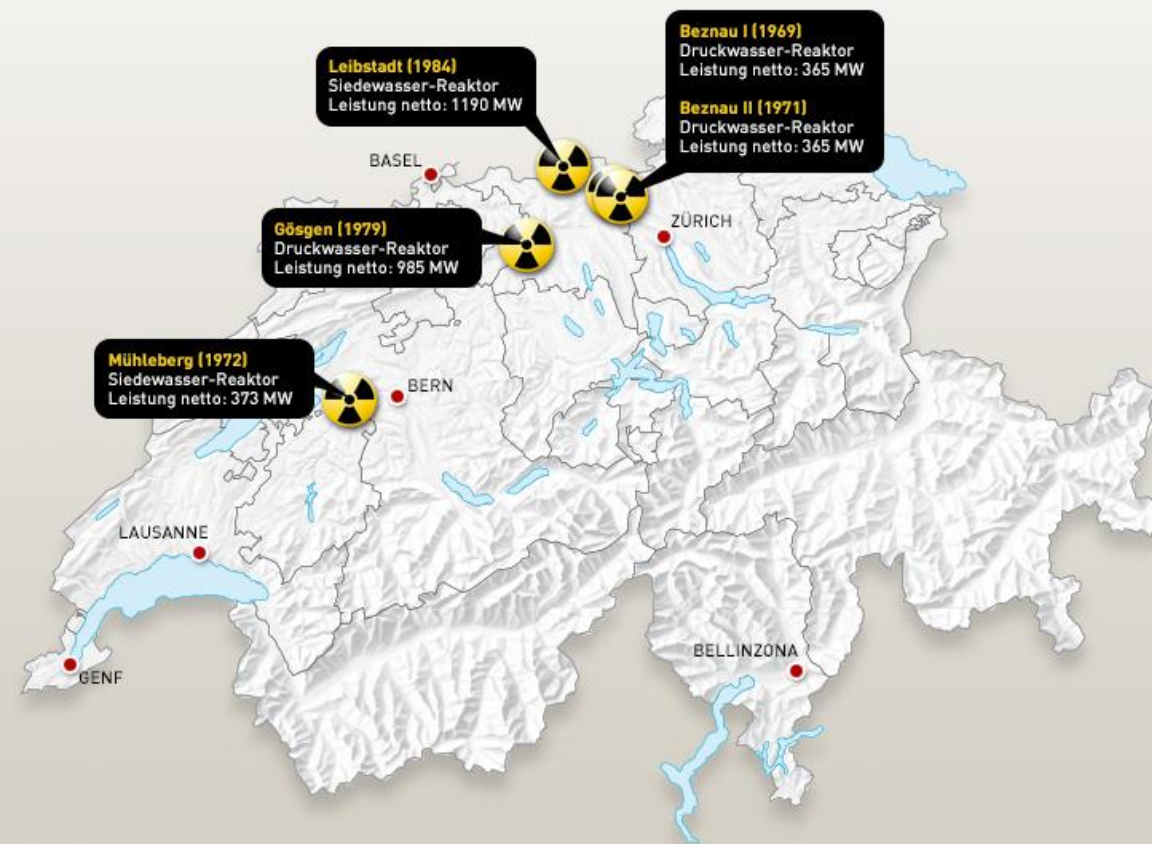 Beznau I (1969)
Druckwasser-Reaktor
Leistung netto: 365 MW
Beznau II (1971)
Druckwasser-Reaktor
Leistung netto: 365 MW
Leibstadt (1984)
Siedewasser-Reaktor
Leistung netto: 1190 MW
BASEL
Gösgen (1979)
Druckwasser-Reaktor
Leistung netto: 985 MW
ZÜRICH
Mühleberg (1972)
Siedewasser-Reaktor
Leistung netto: 373 MW
BERN
LAUSANNE
GENF
BELLINZONA